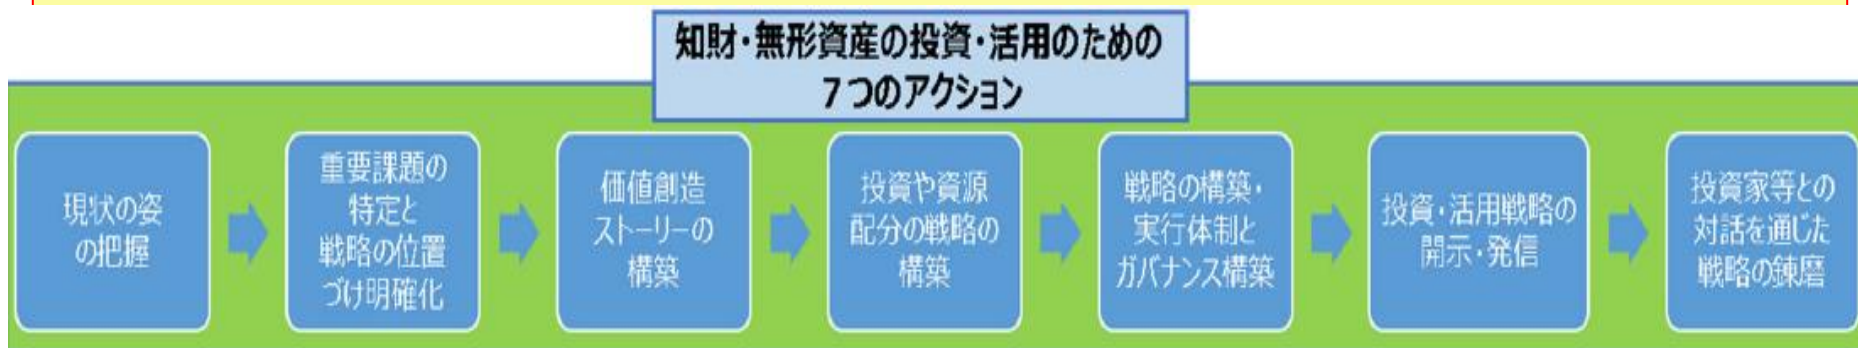 知財・無形資産の投資・活用のための
7つのアクション
現状の姿
の把握
重要課題の
特定と
戦略の位置
づけ明確化
価値創造
ストーリーの
構築
投資や資源
配分の戦略の
構築
戦略の構築・
実行体制と
ガバナンス構築
投資・活用戦略の
開示・発信
投資家等との
対話を通じた
戦略の錬磨